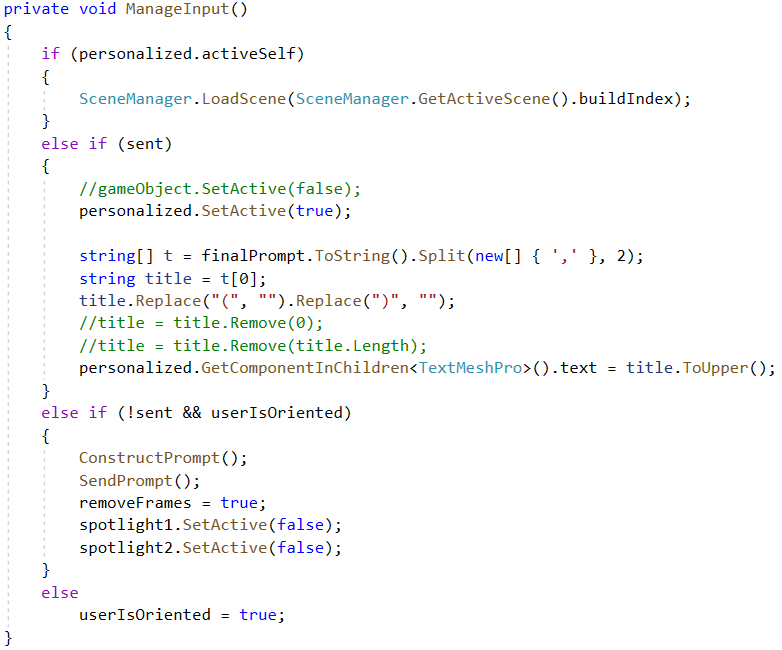 private void ManageInput()
{
if (personalized.activeSelf)
{
SceneManager.LoadScene(SceneManager.GetActiveScene().buildIndex);
}
else if (sent)
{
//gameObject.SetActive(false);
personalized.SetActive(true);
string[] t = finalPrompt.ToString().Split(new[] { ',' }, 2);
string title = t[0];
title.Replace("(", "").Replace(")", "");
//title = title.Remove(0);
//title = title.Remove(title.Length);
personalized.GetComponentInChildren<TextMeshPro>().text = title.ToUpper();
}
else if (!sent && userIsOriented)
{
ConstructPrompt();
SendPrompt();
removeFrames = true;
spotlight1.SetActive(false);
spotlight2.SetActive(false);
}
else
userIsOriented = true;
}